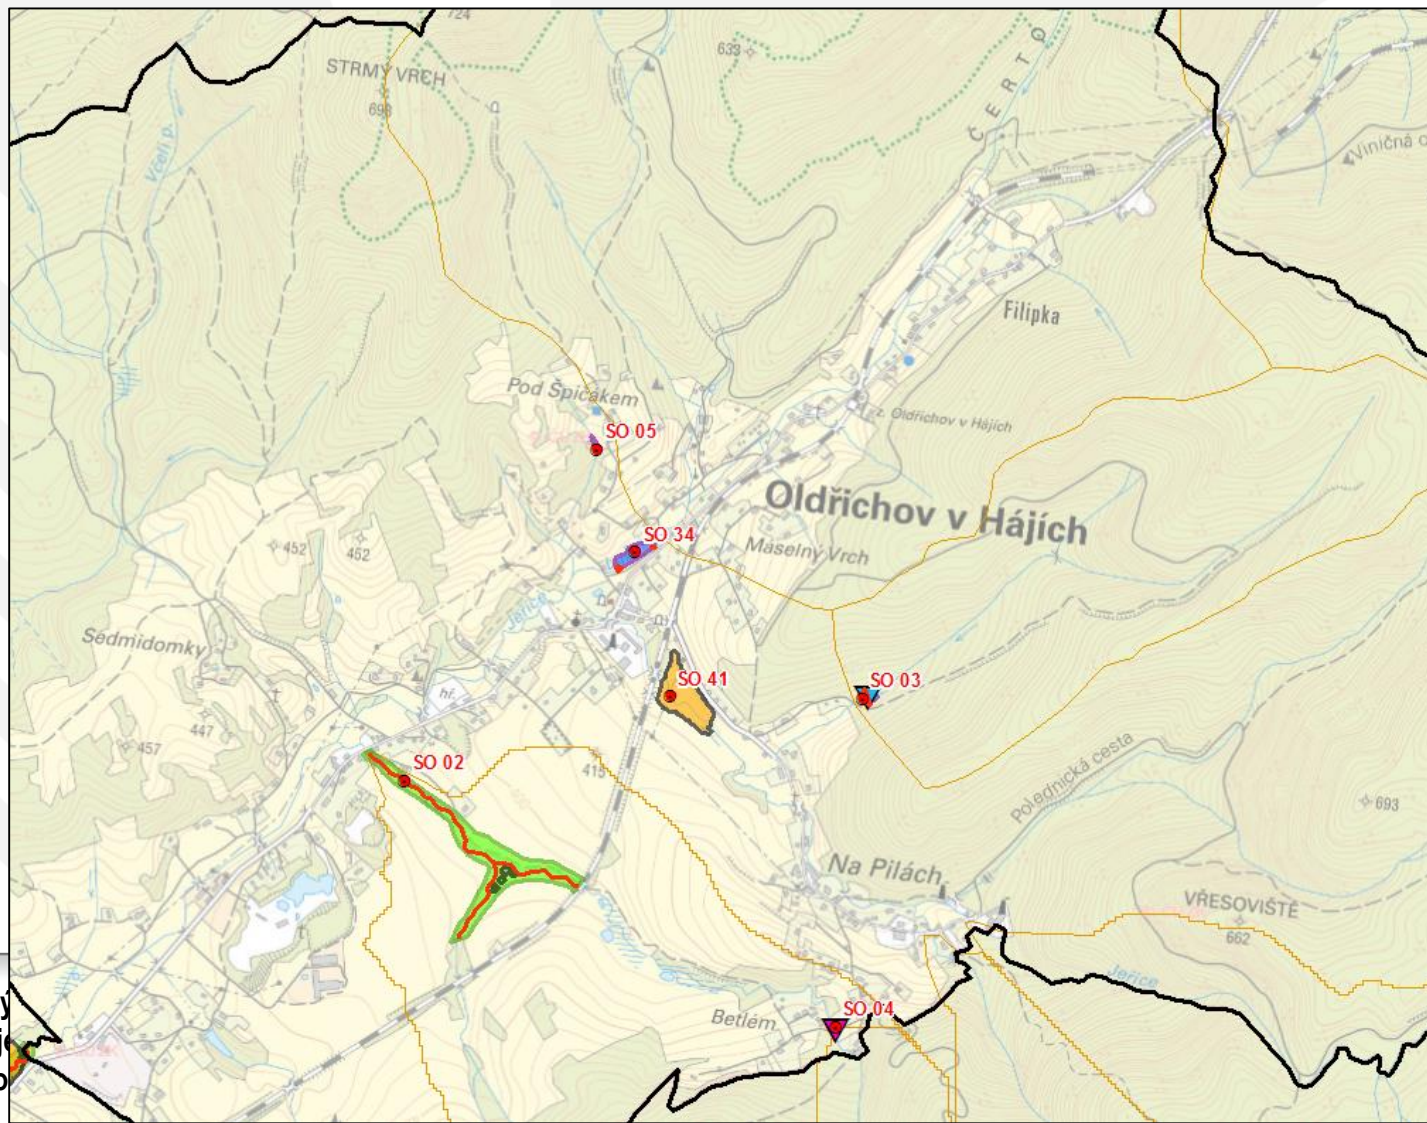 724
STRMÝ VRCH
698
633
ČERTO
Včelí p.
Viničná c
Filipka
Pod Špičákem
SO 05
z. Oldřichov v Hájích
Oldřichov v Hájích
SO 34
Maselný Vrch
452
452
Jeřice
Sedmidomky
SO 41
SO 03
hř.
447
457
SO 02
415
Polednická cesta
693
Na Pilách
VŘESOVIŠTĚ
662
Jeřice
SO 04
Betlém